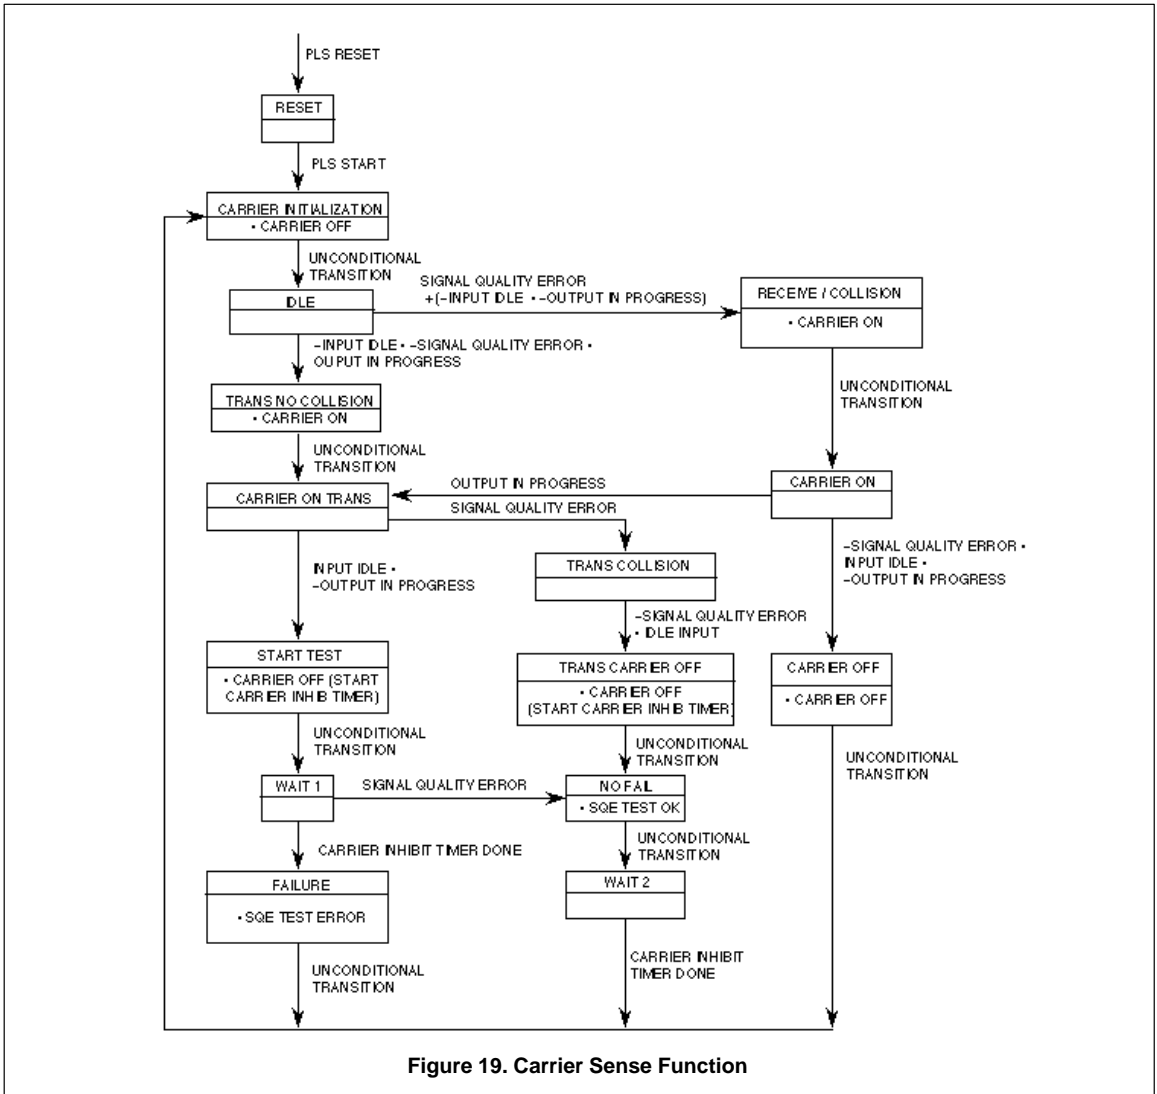 PLS RESET
RESET
PLS START
CARRIER INITIALIZATION
• CARRIER OFF
UNCONDITIONAL
TRANSITION
SIGNAL QUALITY ERROR
+(–INPUT IDLE • –OUTPUT IN PROGRESS)
IDLE
RECEIVE / COLLISION
• CARRIER ON
–INPUT IDLE • –SIGNAL QUALITY ERROR •
OUPUT IN PROGRESS
UNCONDITIONAL
TRANSITION
TRANS NO COLLISION
• CARRIER ON
UNCONDITIONAL
TRANSITION
CARRIER ON TRANS
OUTPUT IN PROGRESS
SIGNAL QUALITY ERROR
CARRIER ON
INPUT IDLE •
–OUTPUT IN PROGRESS
TRANS COLLISION
–SIGNAL QUALITY ERROR •
INPUT IDLE •
–OUTPUT IN PROGRESS
–SIGNAL QUALITY ERROR
• IDLE INPUT
START TEST
• CARRIER OFF (START
CARRIER INHIB TIMER)
TRANS CARRIER OFF
• CARRIER OFF
(START CARRIER INHIB TIMER)
CARRIER OFF
• CARRIER OFF
UNCONDITIONAL
TRANSITION
UNCONDITIONAL
TRANSITION
UNCONDITIONAL
TRANSITION
WAIT 1
SIGNAL QUALITY ERROR
NO FAIL
• SQE TEST OK
CARRIER INHIBIT TIMER DONE
UNCONDITIONAL
TRANSITION
FAILURE
• SQE TEST ERROR
WAIT 2
UNCONDITIONAL
TRANSITION
CARRIER INHIBIT
TIMER DONE
Figure 19. Carrier Sense Function